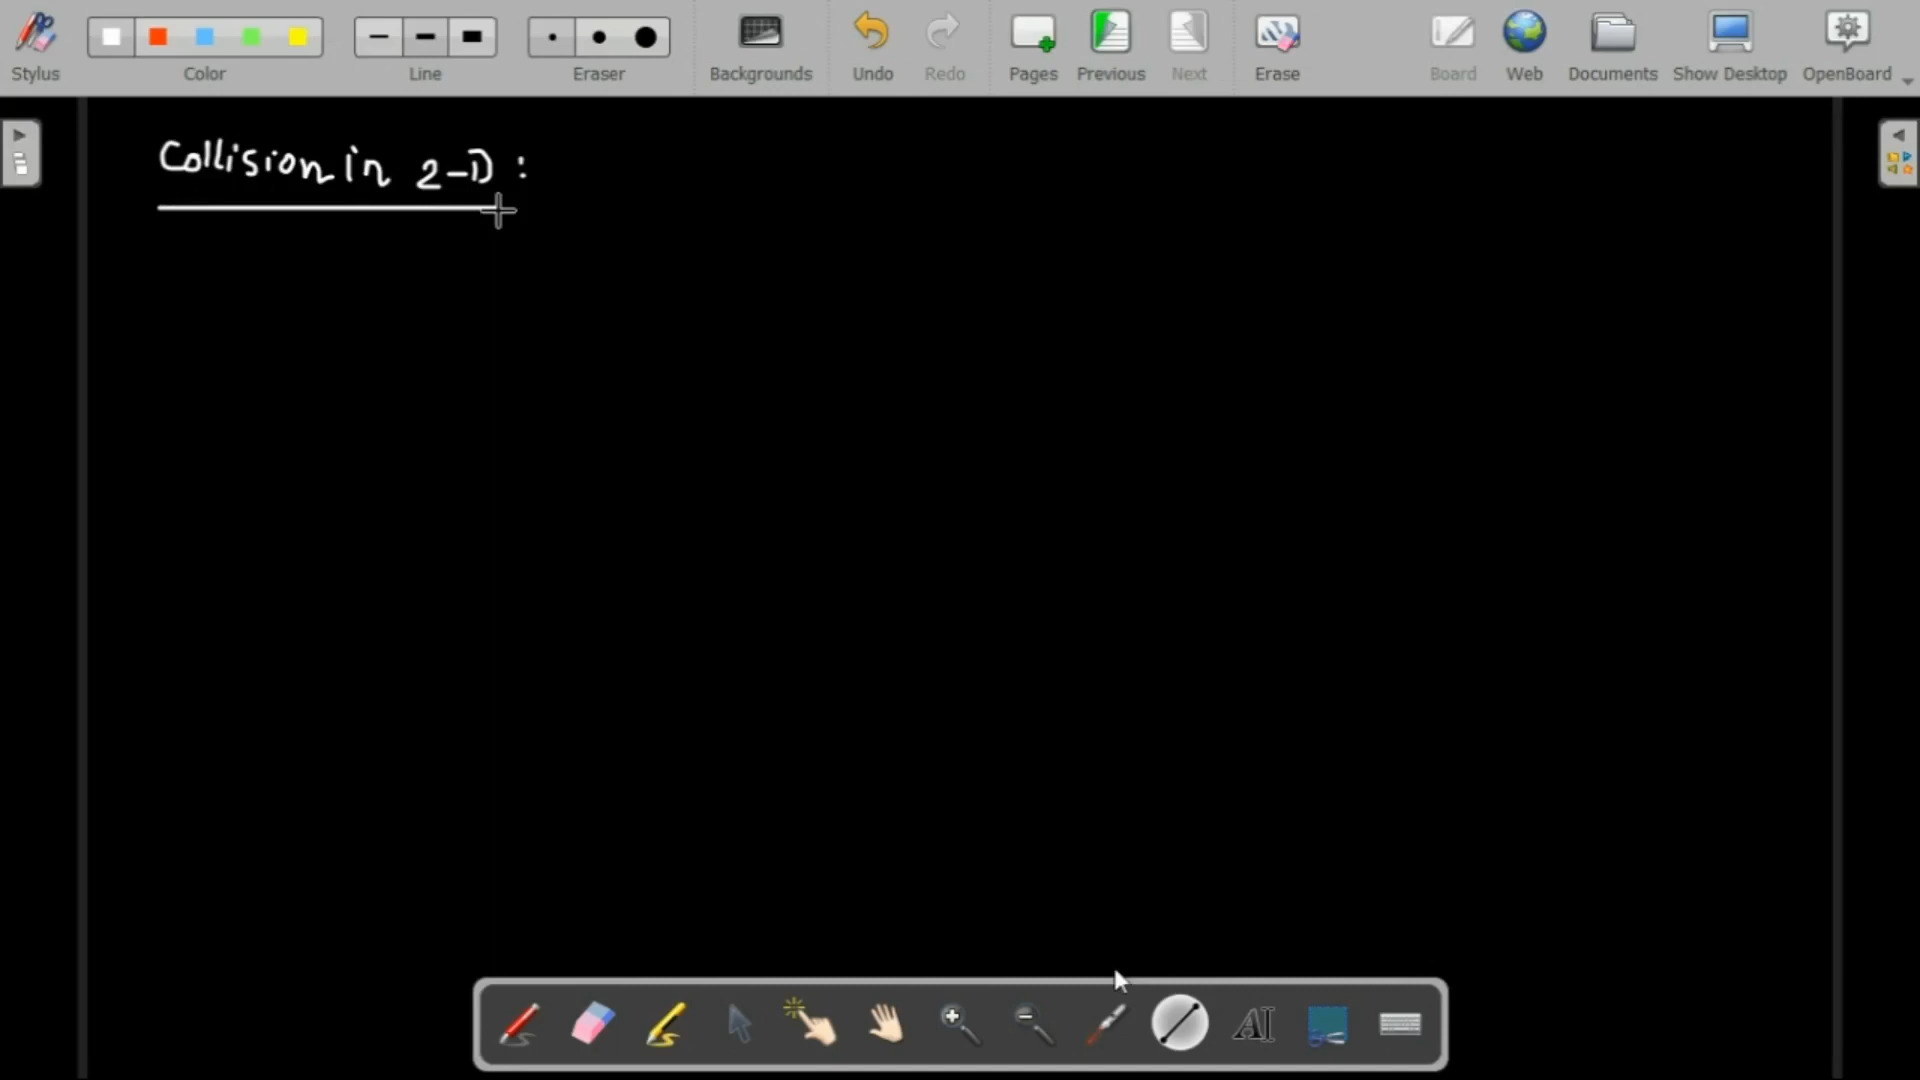 Stylus Color Line Eraser Backgrounds Undo Redo Pages Previous Next Erase Board Web Documents Show Desktop OpenBoard
Collision in 2-D :
AI